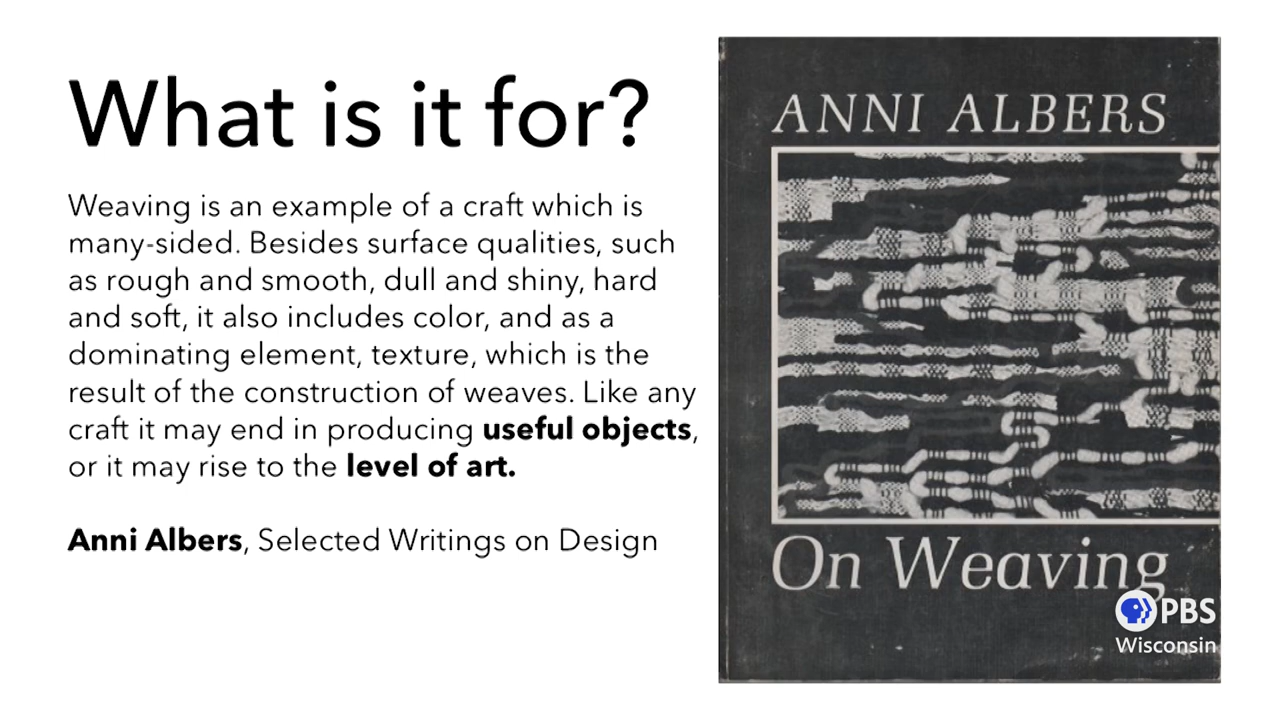 What is it for?
Weaving is an example of a craft which is
many-sided. Besides surface qualities, such
as rough and smooth, dull and shiny, hard
and soft, it also includes color, and as a
dominating element, texture, which is the
result of the construction of weaves. Like any
craft it may end in producing useful objects,
or it may rise to the level of art.
Anni Albers, Selected Writings on Design
ANNI ALBERS
On Weaving
PBS
Wisconsin